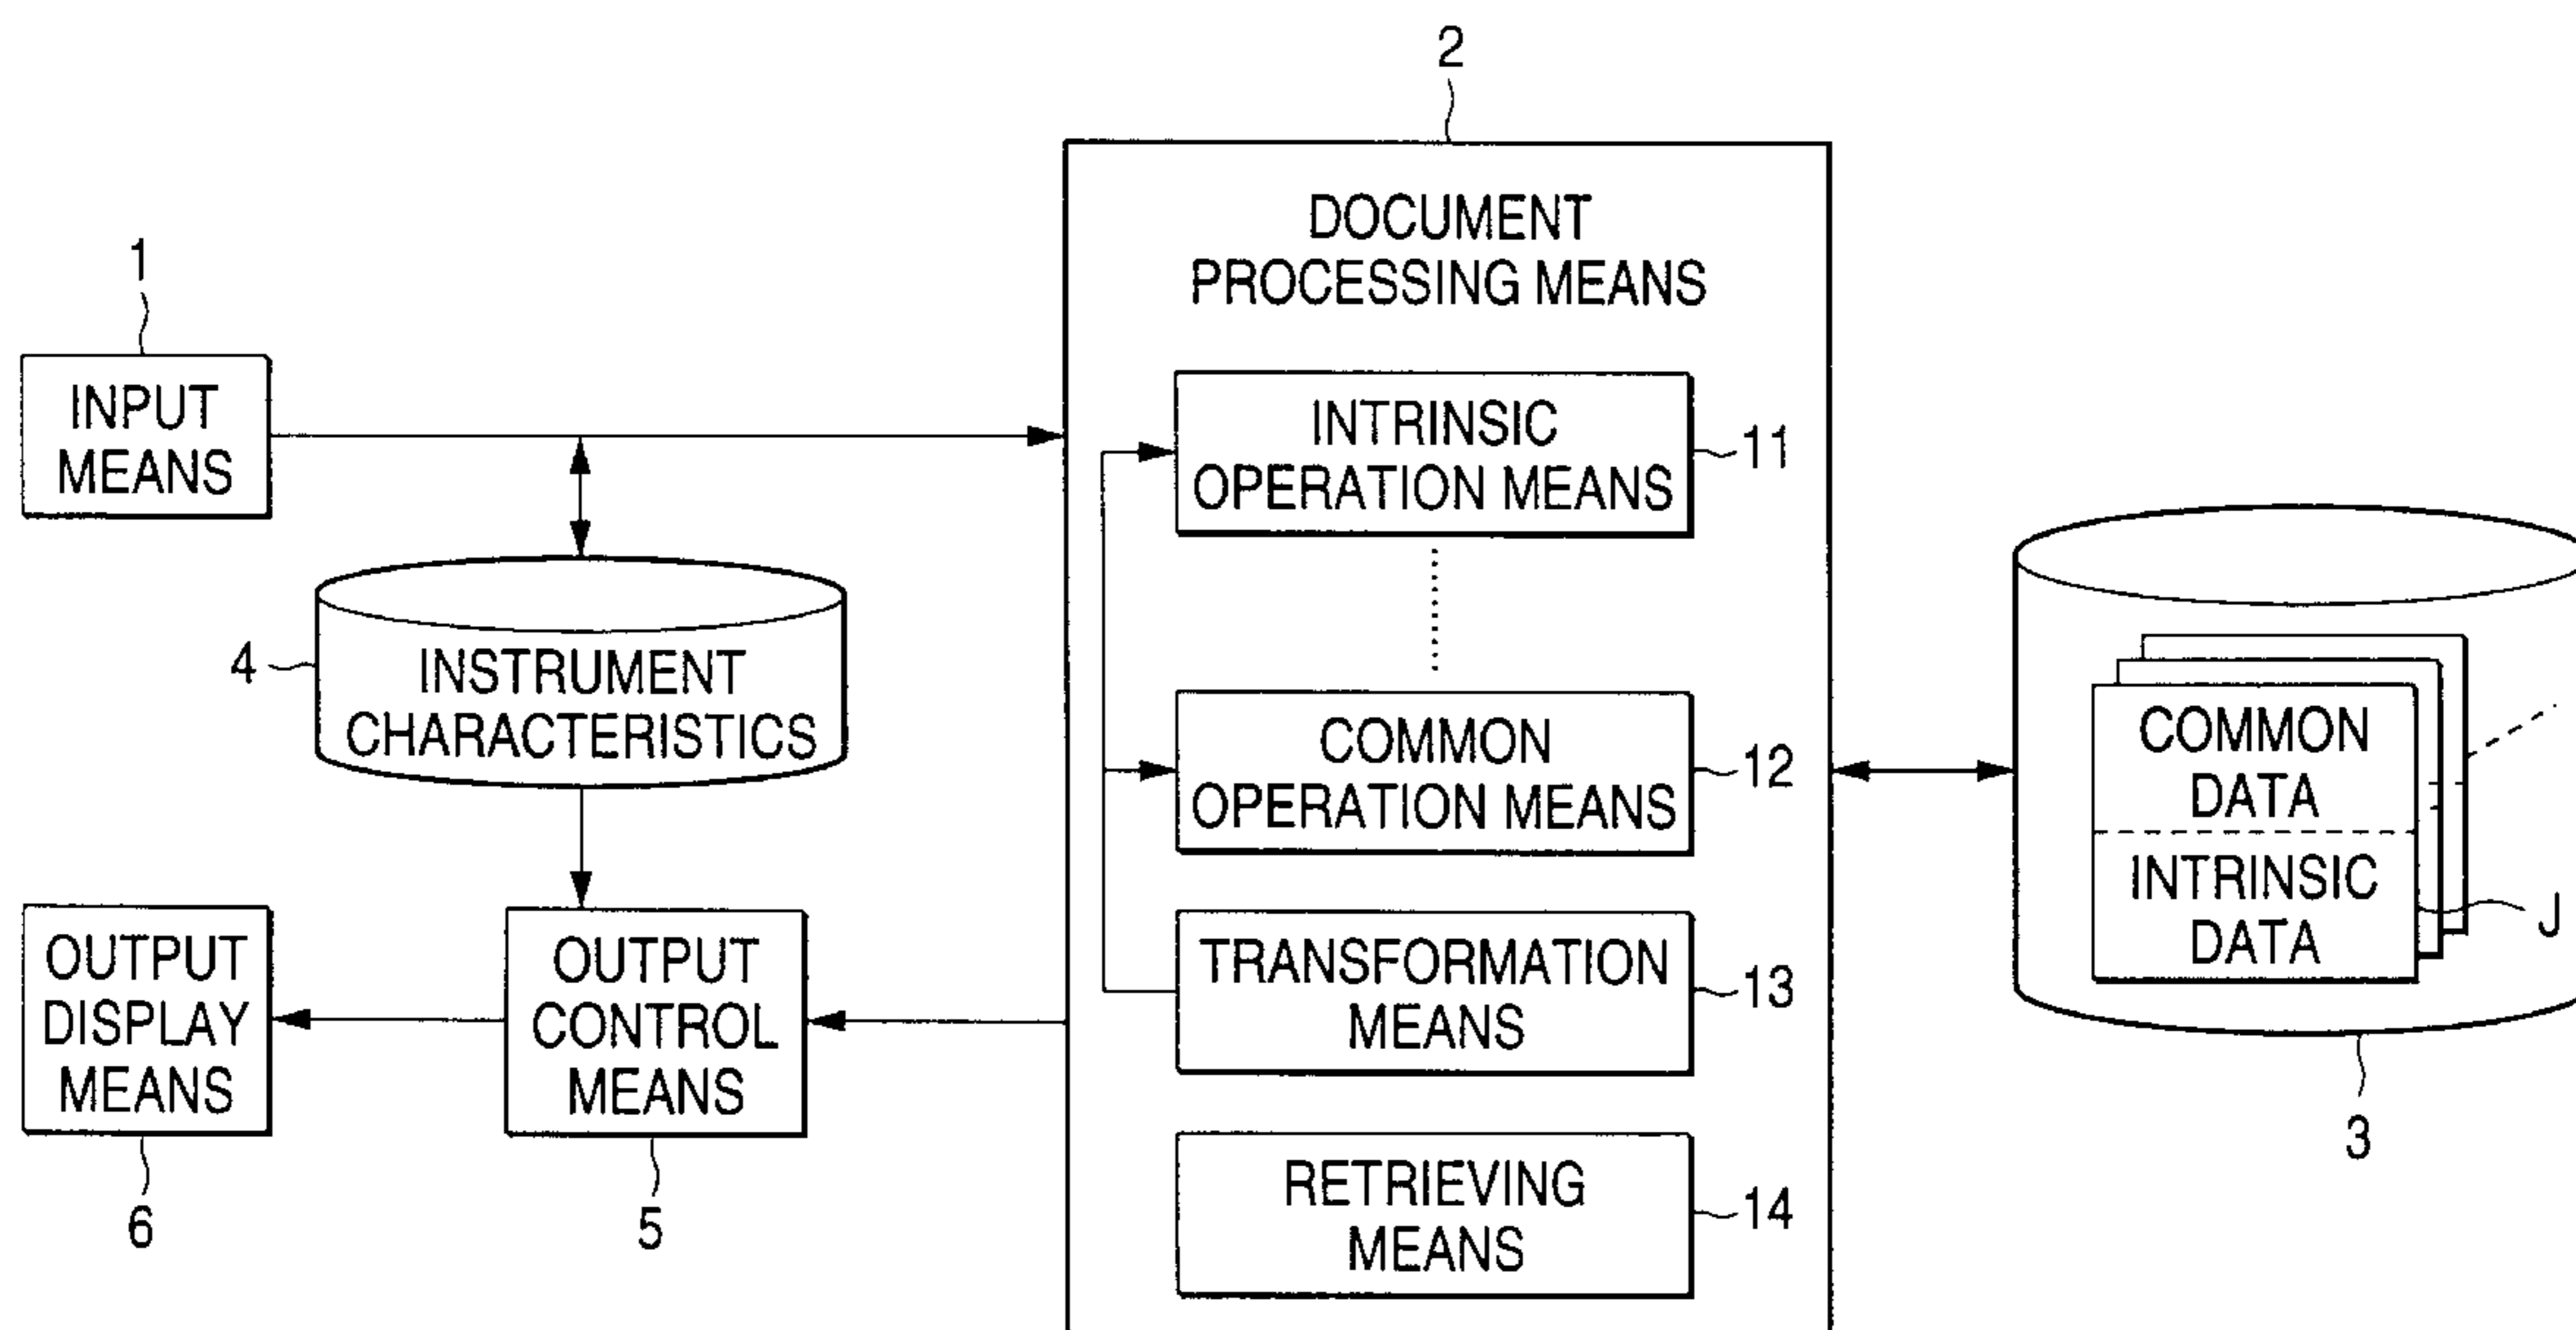 2
DOCUMENT
PROCESSING MEANS
1
INPUT
MEANS
INTRINSIC
OPERATION MEANS
11
4
INSTRUMENT
CHARACTERISTICS
COMMON
OPERATION MEANS
12
COMMON
DATA
INTRINSIC
DATA
J
3
OUTPUT
DISPLAY
MEANS
6
OUTPUT
CONTROL
MEANS
5
TRANSFORMATION
MEANS
13
RETRIEVING
MEANS
14